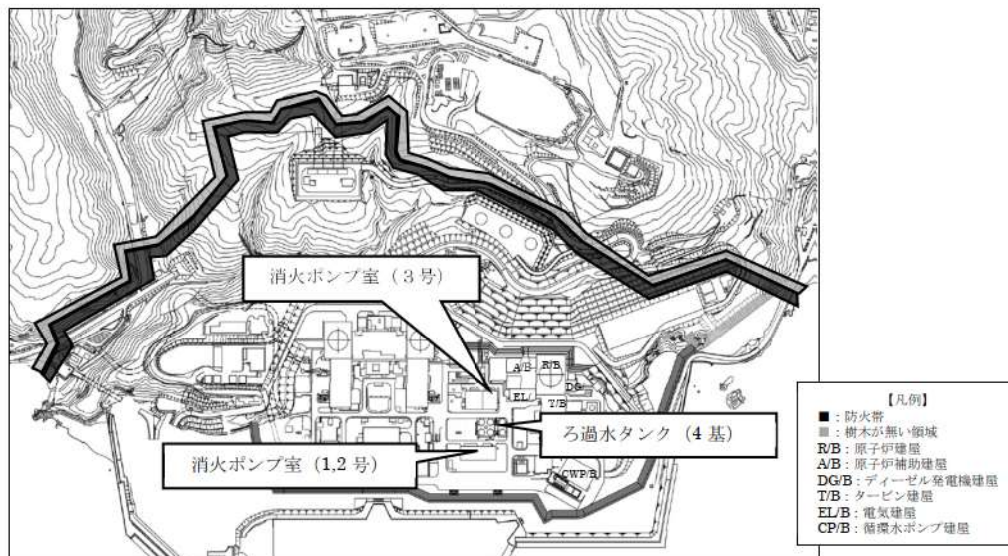 消火ポンプ室（３号）
A/B
R/B
DG
EL/
T/B
ろ過水タンク（4 基）
消火ポンプ室（1,2 号）
CWP/B
【凡例】
■：防火帯
■：樹木が無い領域
R/B：原子炉建屋
A/B：原子炉補助建屋
DG/B：ディーゼル発電機建屋
T/B：タービン建屋
EL/B：電気建屋
CP/B：循環水ポンプ建屋